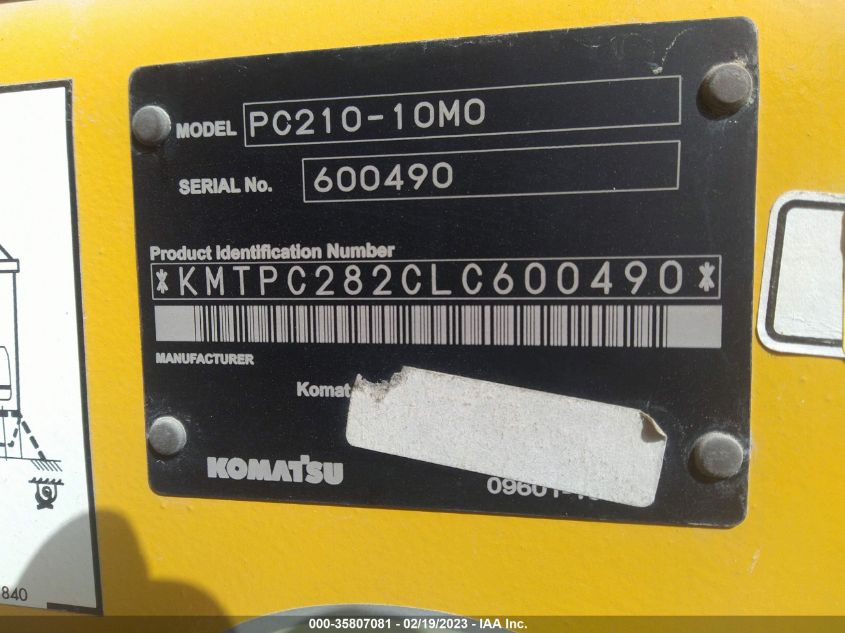 MODEL PC210-10M0
SERIAL No. 600490
Product Identification Number
*KMTPC282CLC600490*
MANUFACTURER
Komat
KOMATSU
840
000-35807081 - 02/19/2023 - IAA Inc.